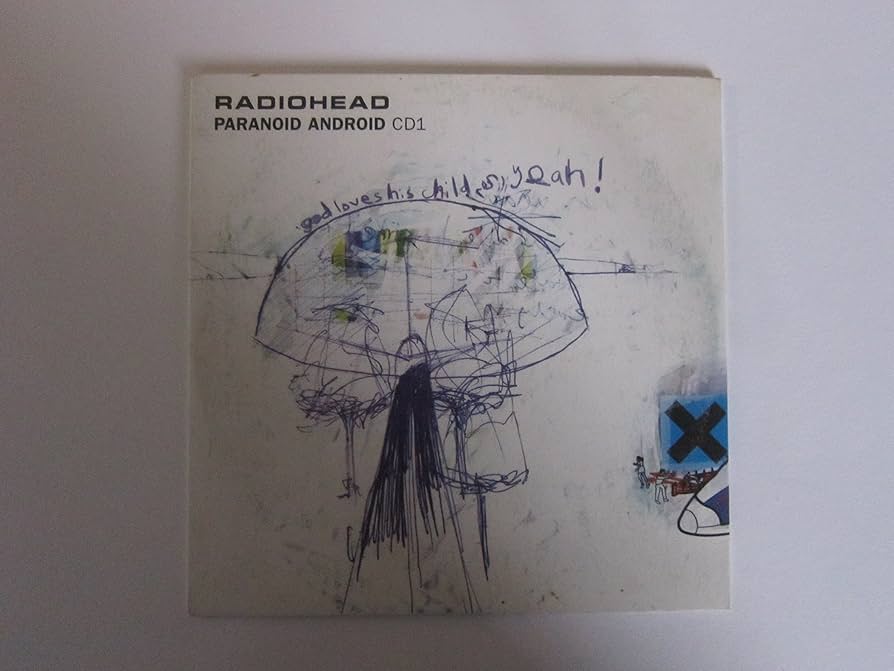 RADIOHEAD
PARANOID ANDROID CD1
god loves his children, yeah!